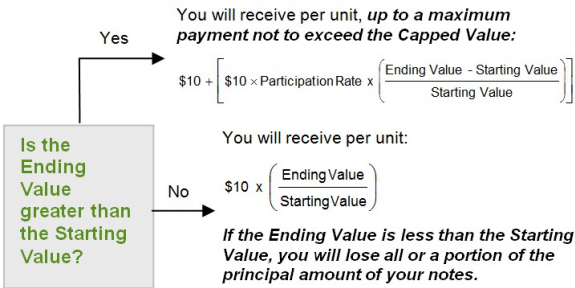 You will receive per unit, up to a maximum
payment not to exceed the Capped Value:
Yes
$10 + [ $10 × Participation Rate x ( Ending Value - Starting Value
Starting Value ) ]
Is the
Ending
Value
greater than
the Starting
Value?
No
You will receive per unit:
$10 x ( Ending Value
Starting Value )
If the Ending Value is less than the Starting
Value, you will lose all or a portion of the
principal amount of your notes.